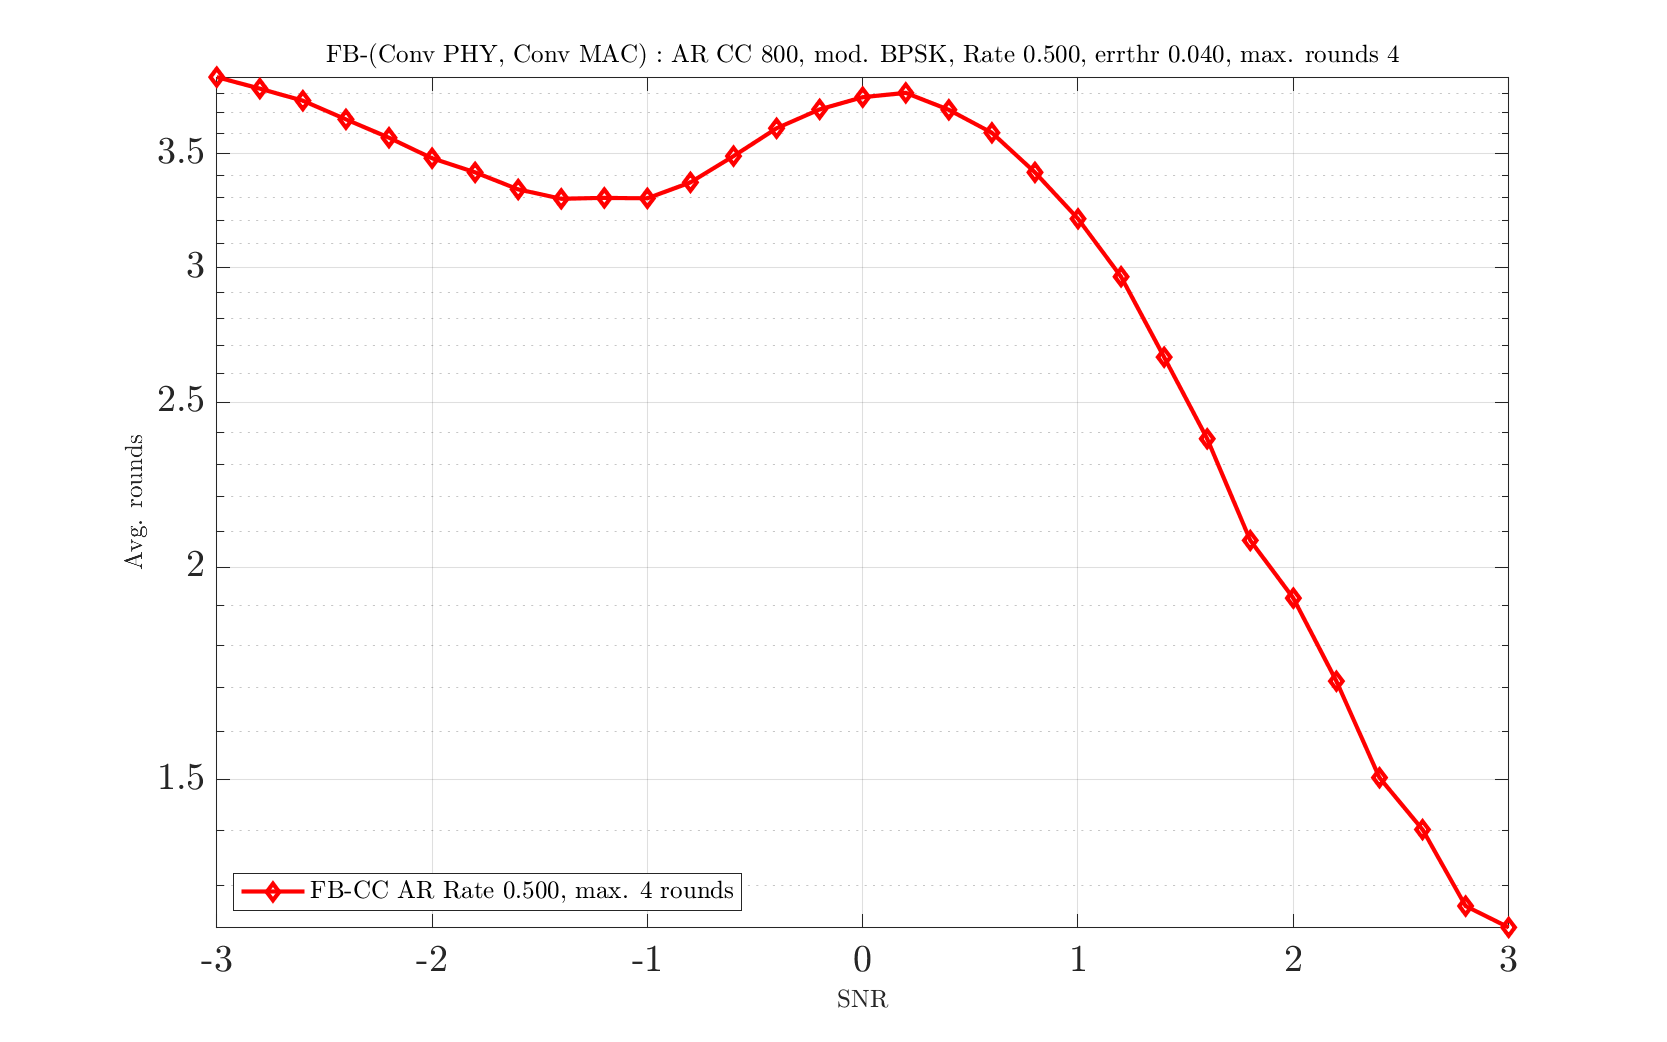 FB-(Conv PHY, Conv MAC) : AR CC 800, mod. BPSK, Rate 0.500, errthr 0.040, max. rounds 4
3.5
3
2.5
2
1.5
Avg. rounds
FB-CC AR Rate 0.500, max. 4 rounds
-3 -2 -1 0 1 2 3
SNR